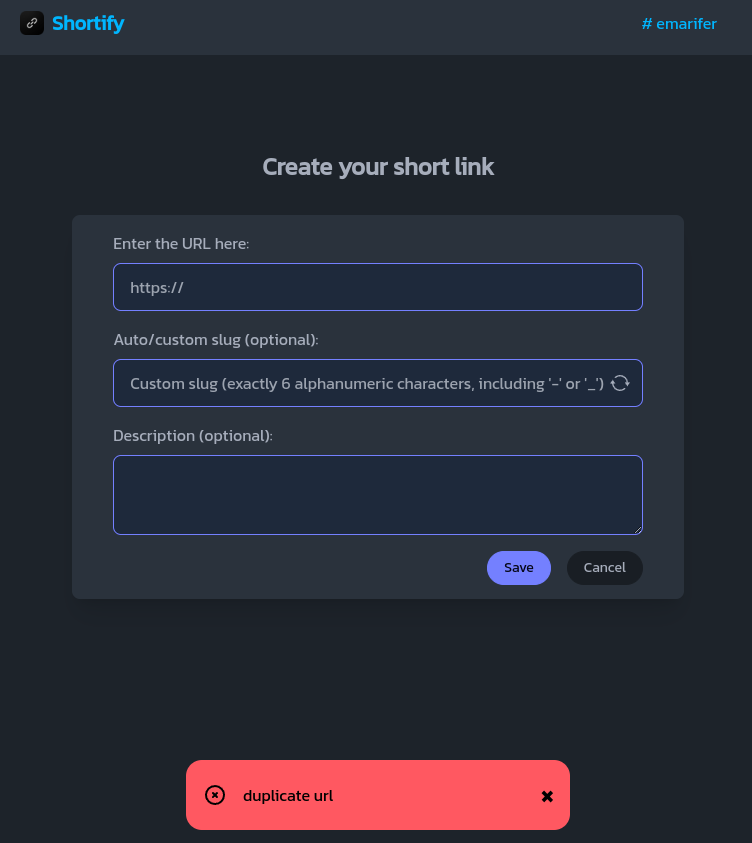 Shortify
# emarifer
Create your short link
Enter the URL here:
https://
Auto/custom slug (optional):
Custom slug (exactly 6 alphanumeric characters, including '-' or '_')
Description (optional):
Save
Cancel
duplicate url